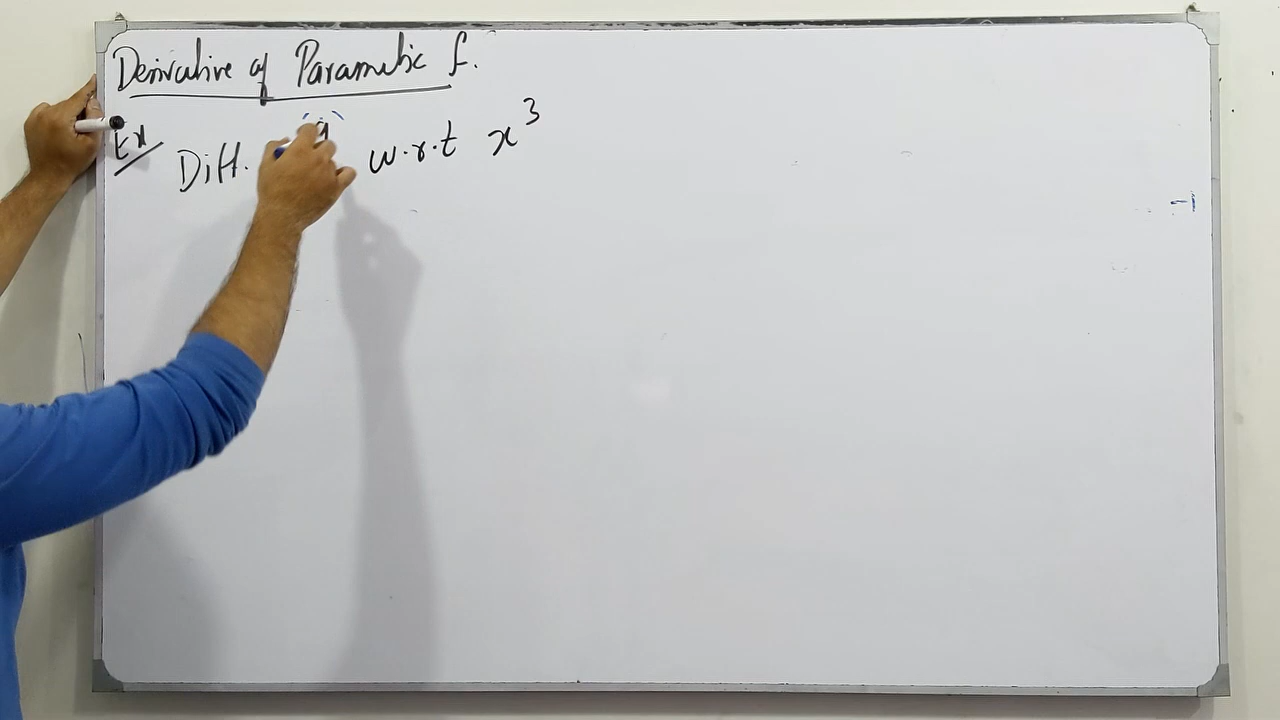 Derivative of Parametric f.
Ex Diff. w.r.t x³